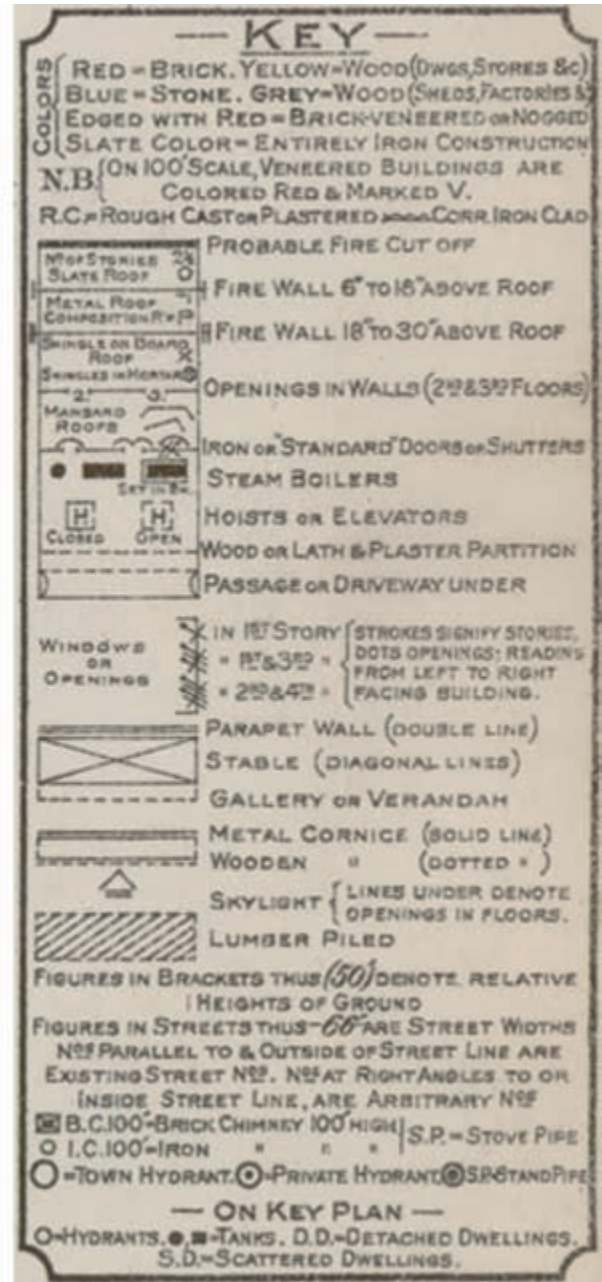 KEY
COLORS
RED = BRICK. YELLOW = WOOD (DWGS, STORES &C)
BLUE = STONE. GREY = WOOD (SHEDS, FACTORIES &
EDGED WITH RED = BRICK-VENEERED OR NOGGED
SLATE COLOR = ENTIRELY IRON CONSTRUCTION
N.B. ON 100' SCALE, VENEERED BUILDINGS ARE
COLORED RED & MARKED V.
R.C. = ROUGH CAST OR PLASTERED CORR. IRON CLAD
PROBABLE FIRE CUT OFF
Nº OF STORIES 2½
SLATE ROOF O
FIRE WALL 6" TO 18" ABOVE ROOF
METAL ROOF
COMPOSITION Rº P
FIRE WALL 18" TO 30" ABOVE ROOF
SHINGLE OR BOARD
ROOF X
SHINGLES IN MORTAR
OPENINGS IN WALLS (2ND & 3RD FLOORS)
2. 3.
MANSARD
ROOFS
IRON OR "STANDARD" DOORS OR SHUTTERS
STEAM BOILERS
SET IN BK.
H H HOISTS OR ELEVATORS
CLOSED OPEN
WOOD OR LATH & PLASTER PARTITION
PASSAGE OR DRIVEWAY UNDER
WINDOWS
OR
OPENINGS
IN 1ST STORY
" 1ST & 3RD "
" 2ND & 4TH "
STROKES SIGNIFY STORIES,
DOTS OPENINGS; READING
FROM LEFT TO RIGHT
FACING BUILDING.
PARAPET WALL (DOUBLE LINE)
STABLE (DIAGONAL LINES)
GALLERY OR VERANDAH
METAL CORNICE (SOLID LINE)
WOODEN " (DOTTED " )
SKYLIGHT LINES UNDER DENOTE
OPENINGS IN FLOORS.
LUMBER PILED
FIGURES IN BRACKETS THUS (50') DENOTE RELATIVE
HEIGHTS OF GROUND
FIGURES IN STREETS THUS -66' ARE STREET WIDTHS
Nos PARALLEL TO & OUTSIDE OF STREET LINE ARE
EXISTING STREET Nos. Nos AT RIGHT ANGLES TO OR
INSIDE STREET LINE, ARE ARBITRARY Nos
B.C. 100' = BRICK CHIMNEY 100' HIGH S.P. = STOVE PIPE
I.C. 100' = IRON " " "
= TOWN HYDRANT. = PRIVATE HYDRANT. S.P. = STAND PIPE
ON KEY PLAN
O = HYDRANTS. = TANKS. D.D. = DETACHED DWELLINGS.
S.D. = SCATTERED DWELLINGS.